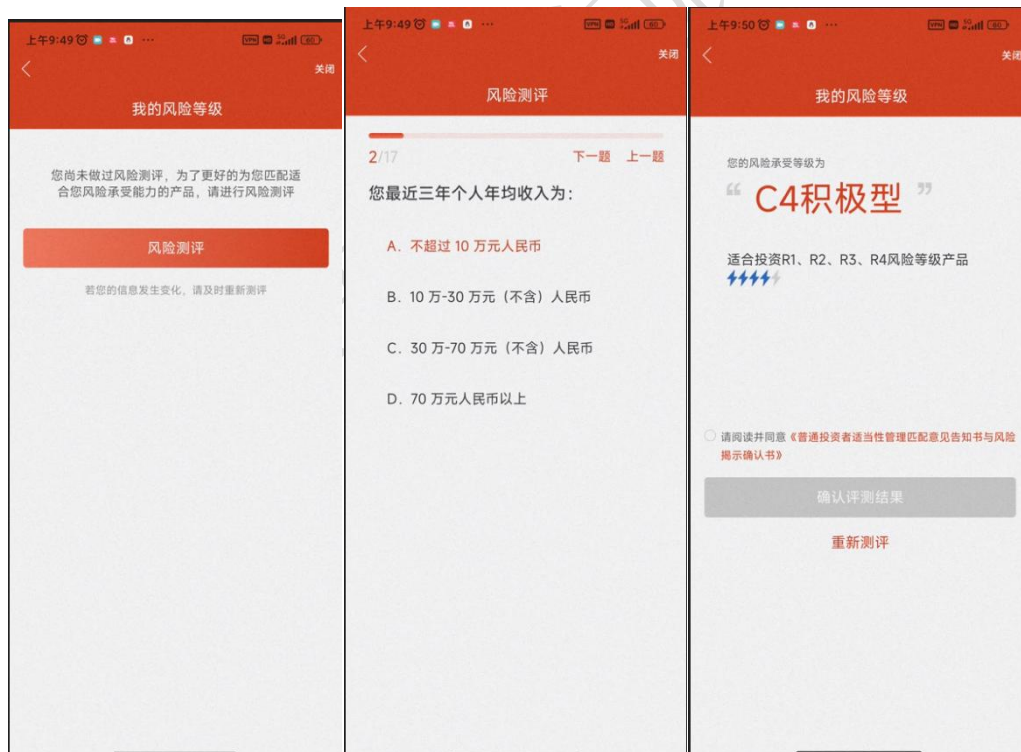 上午9:49
VPN
5G
60
关闭
我的风险等级
您尚未做过风险测评，为了更好的为您匹配适
合您风险承受能力的产品，请进行风险测评
风险测评
若您的信息发生变化，请及时重新测评
上午9:49
VPN
5G
60
关闭
风险测评
2/17
下一题 上一题
您最近三年个人年均收入为：
A. 不超过 10 万元人民币
B. 10 万-30 万元（不含）人民币
C. 30 万-70 万元（不含）人民币
D. 70 万元人民币以上
上午9:50
VPN
5G
60
关闭
我的风险等级
您的风险承受等级为
“ C4积极型 ”
适合投资R1、R2、R3、R4风险等级产品
请阅读并同意《普通投资者适当性管理匹配意见告知书与风险
揭示确认书》
确认评测结果
重新测评